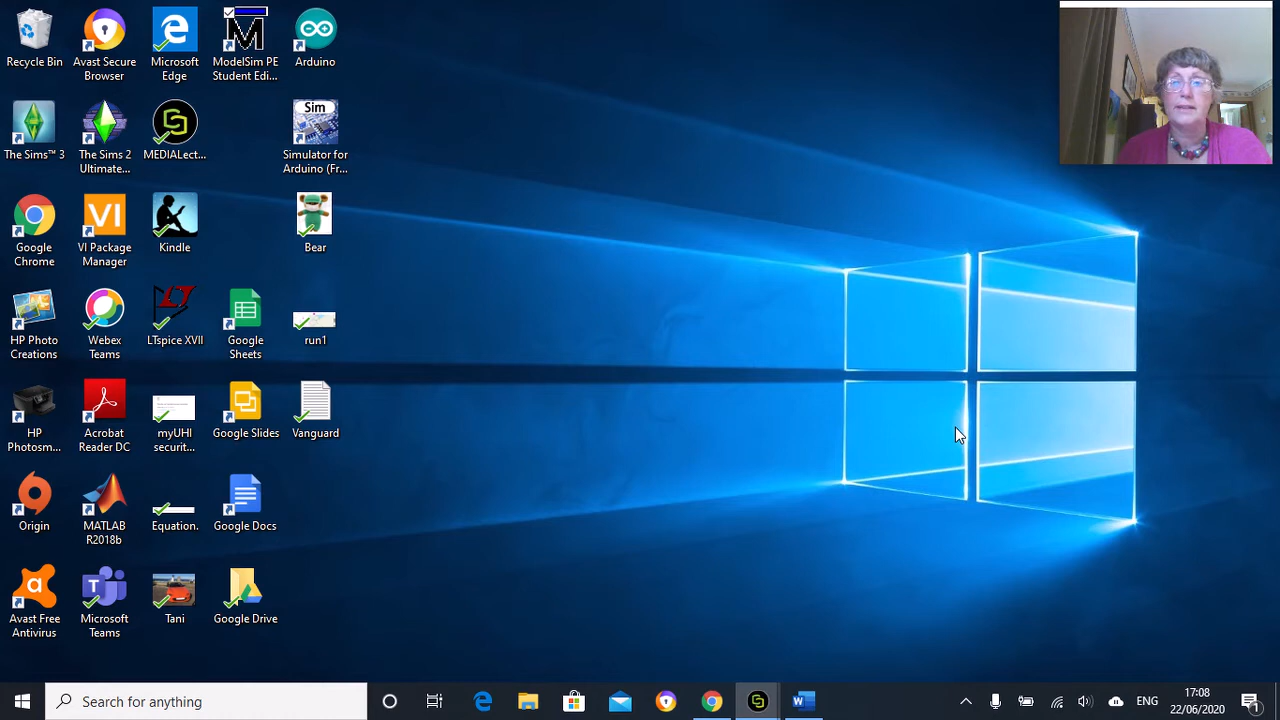 Recycle Bin
Avast Secure
Browser
Microsoft
Edge
ModelSim PE
Student Edi...
Arduino
The Sims™ 3
The Sims 2
Ultimate...
MEDIALect...
Sim
Simulator for
Arduino (Fr...
Google
Chrome
VI
VI Package
Manager
Kindle
Bear
HP Photo
Creations
Webex
Teams
LTspice XVII
Google
Sheets
run1
HP
Photosm...
Acrobat
Reader DC
myUHI
securit...
Google Slides
Vanguard
Origin
MATLAB
R2018b
Equation.
Google Docs
Avast Free
Antivirus
Microsoft
Teams
Tani
Google Drive
Search for anything
ENG
17:08
22/06/2020
1